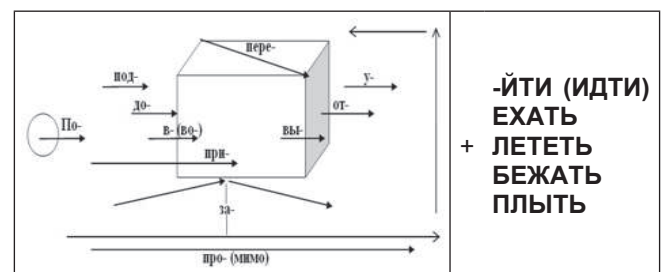 пере-
под-
у-
до-
от-
По-
в- (во-)
вы-
при-
за-
про- (мимо)
-ЙТИ (ИДТИ)
ЕХАТЬ
+ ЛЕТЕТЬ
БЕЖАТЬ
ПЛЫТЬ